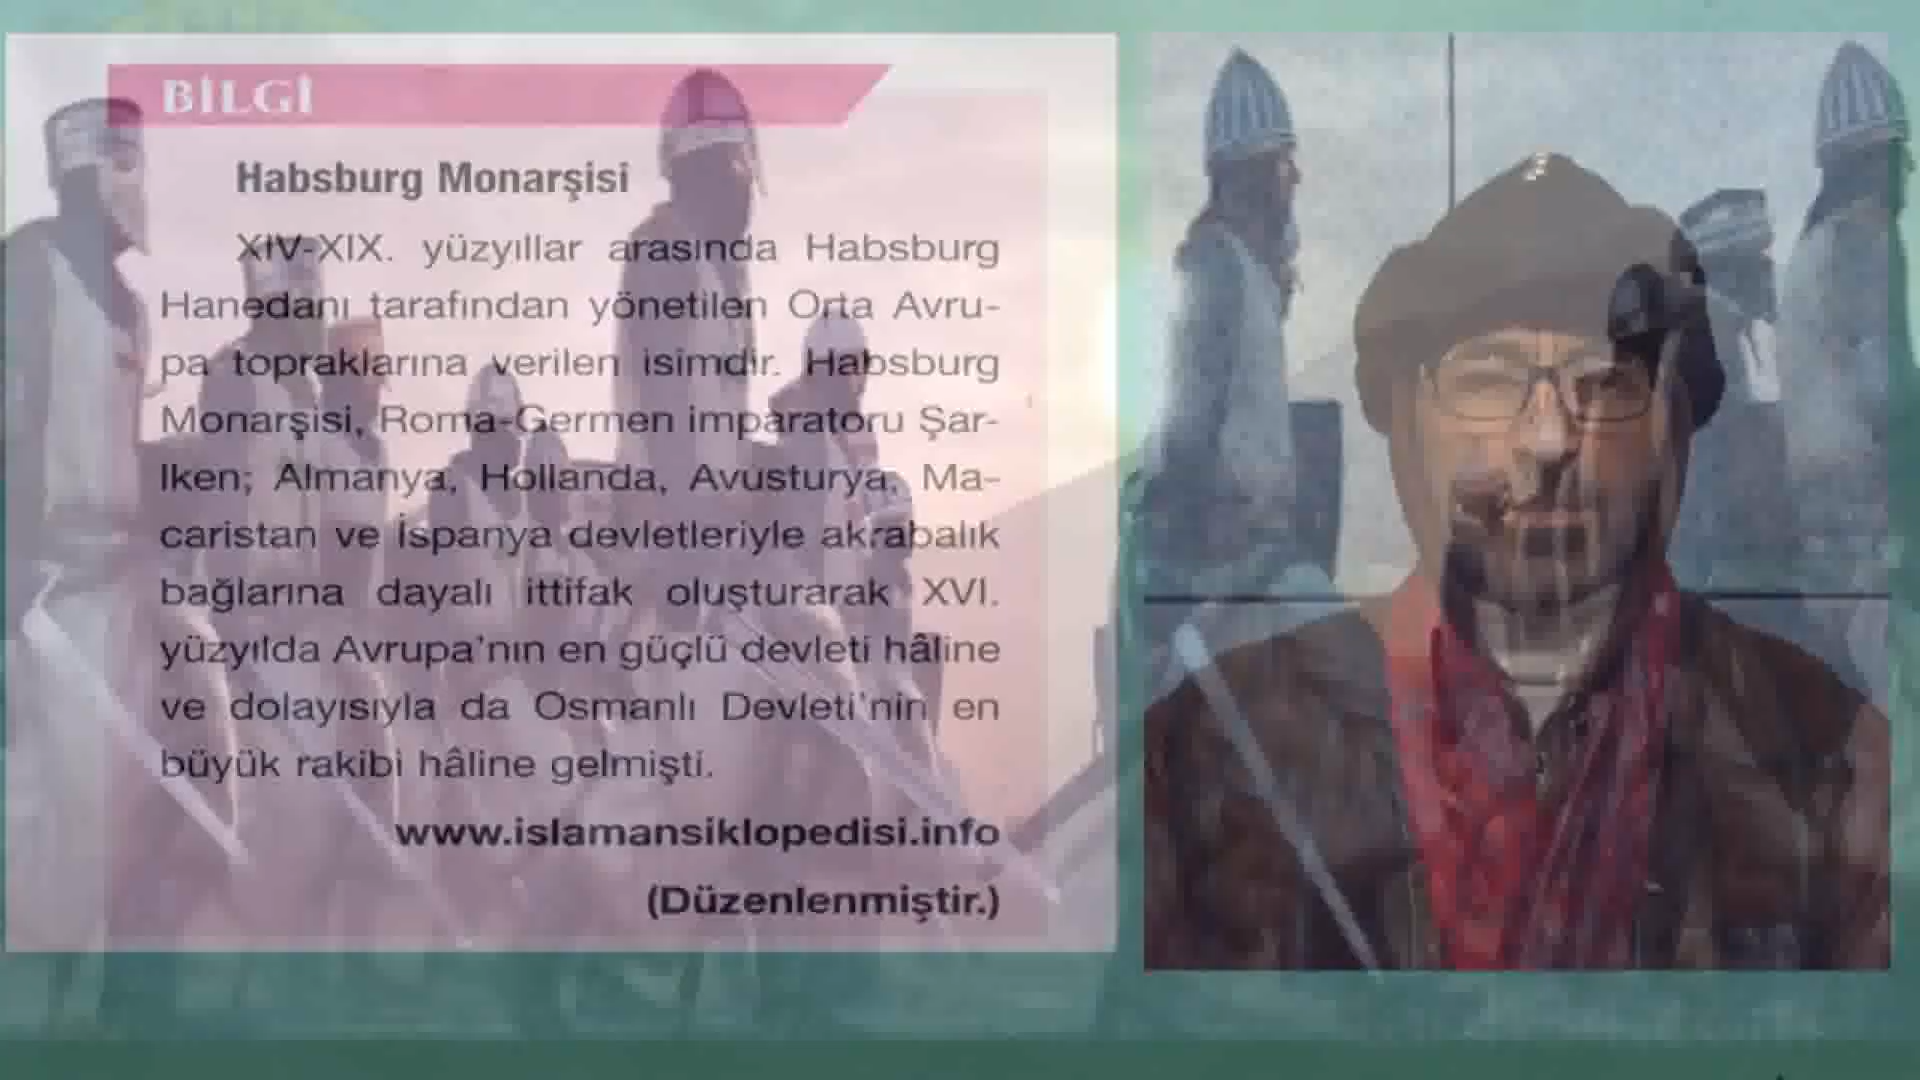 BİLGİ
Habsburg Monarşisi
XIV-XIX. yüzyıllar arasında Habsburg
Hanedanı tarafından yönetilen Orta Avru-
pa topraklarına verilen isimdir. Habsburg
Monarşisi, Roma-Germen imparatoru Şar-
lken; Almanya, Hollanda, Avusturya, Ma-
caristan ve İspanya devletleriyle akrabalık
bağlarına dayalı ittifak oluşturarak XVI.
yüzyılda Avrupa'nın en güçlü devleti hâline
ve dolayısıyla da Osmanlı Devleti'nin en
büyük rakibi hâline gelmişti.
www.islamansiklopedisi.info
(Düzenlenmiştir.)